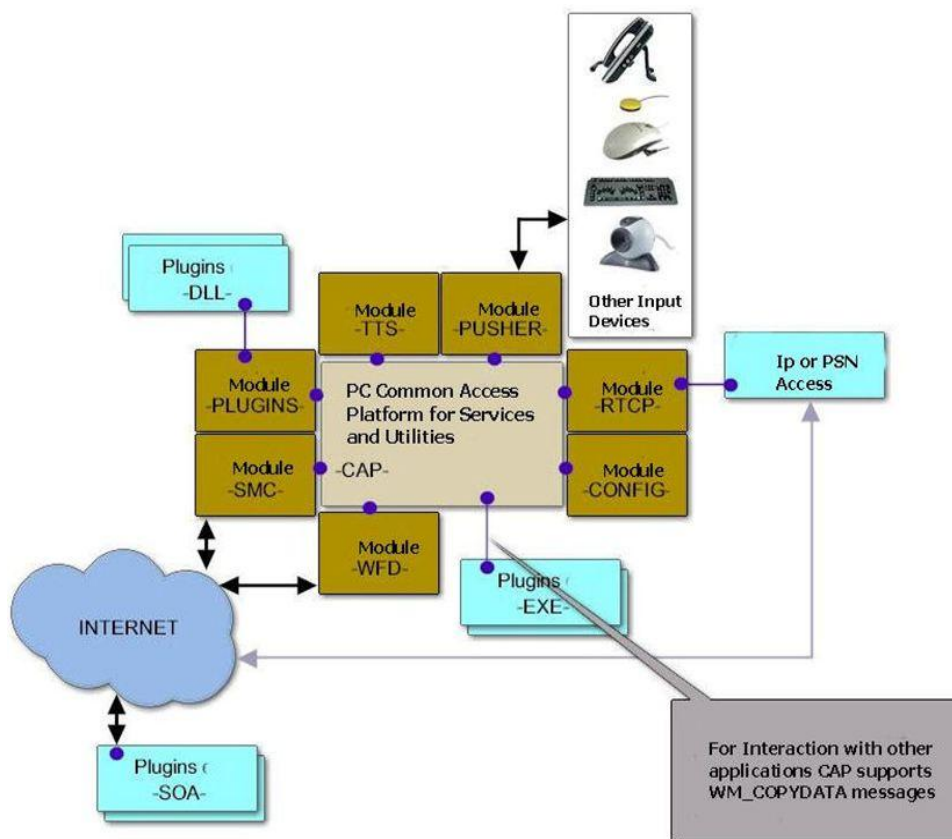 Other Input
Devices
Plugins (
-DLL-
Module
-TTS-
Module
-PUSHER-
Module
-PLUGINS-
PC Common Access
Platform for Services
and Utilities
-CAP-
Module
-RTCP-
Ip or PSN
Access
Module
-SMC-
Module
-CONFIG-
Module
-WFD-
Plugins (
-EXE-
INTERNET
Plugins (
-SOA-
For Interaction with other
applications CAP supports
WM_COPYDATA messages